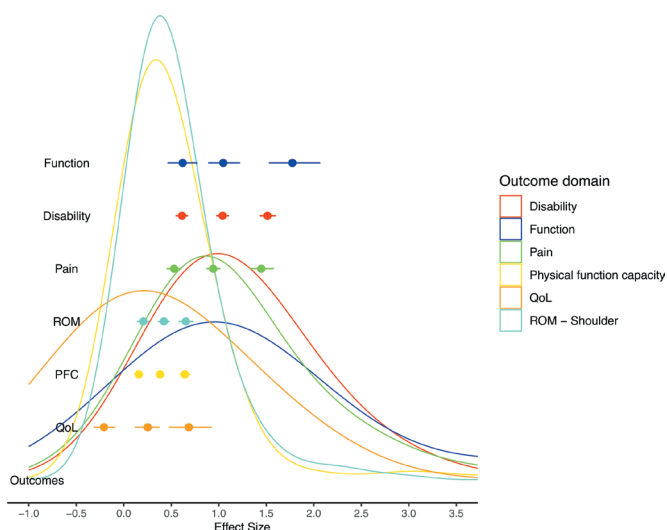 Function
Disability
Pain
ROM
PFC
QoL
Outcomes
-1.0 -0.5 0.0 0.5 1.0 1.5 2.0 2.5 3.0 3.5
Effect Size
Outcome domain
Disability
Function
Pain
Physical function capacity
QoL
ROM – Shoulder